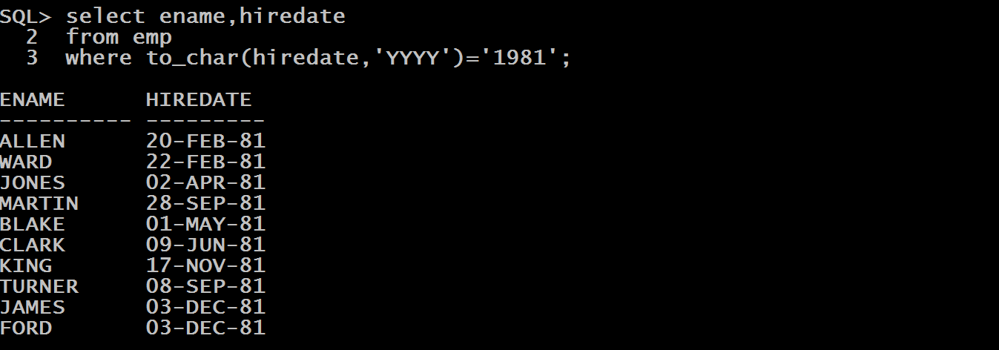 SQL> select ename,hiredate
  2  from emp
  3  where to_char(hiredate,'YYYY')='1981';
ENAME      HIREDATE
---------- ---------
ALLEN      20-FEB-81
WARD       22-FEB-81
JONES      02-APR-81
MARTIN     28-SEP-81
BLAKE      01-MAY-81
CLARK      09-JUN-81
KING       17-NOV-81
TURNER     08-SEP-81
JAMES      03-DEC-81
FORD       03-DEC-81